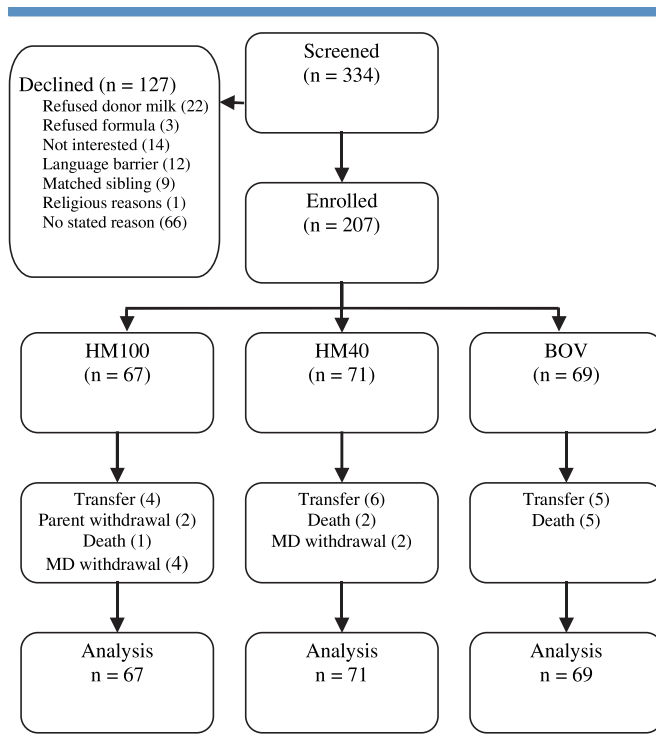 Screened
(n = 334)
Declined (n = 127)
Refused donor milk (22)
Refused formula (3)
Not interested (14)
Language barrier (12)
Matched sibling (9)
Religious reasons (1)
No stated reason (66)
Enrolled
(n = 207)
HM100
(n = 67)
HM40
(n = 71)
BOV
(n = 69)
Transfer (4)
Parent withdrawal (2)
Death (1)
MD withdrawal (4)
Transfer (6)
Death (2)
MD withdrawal (2)
Transfer (5)
Death (5)
Analysis
n = 67
Analysis
n = 71
Analysis
n = 69